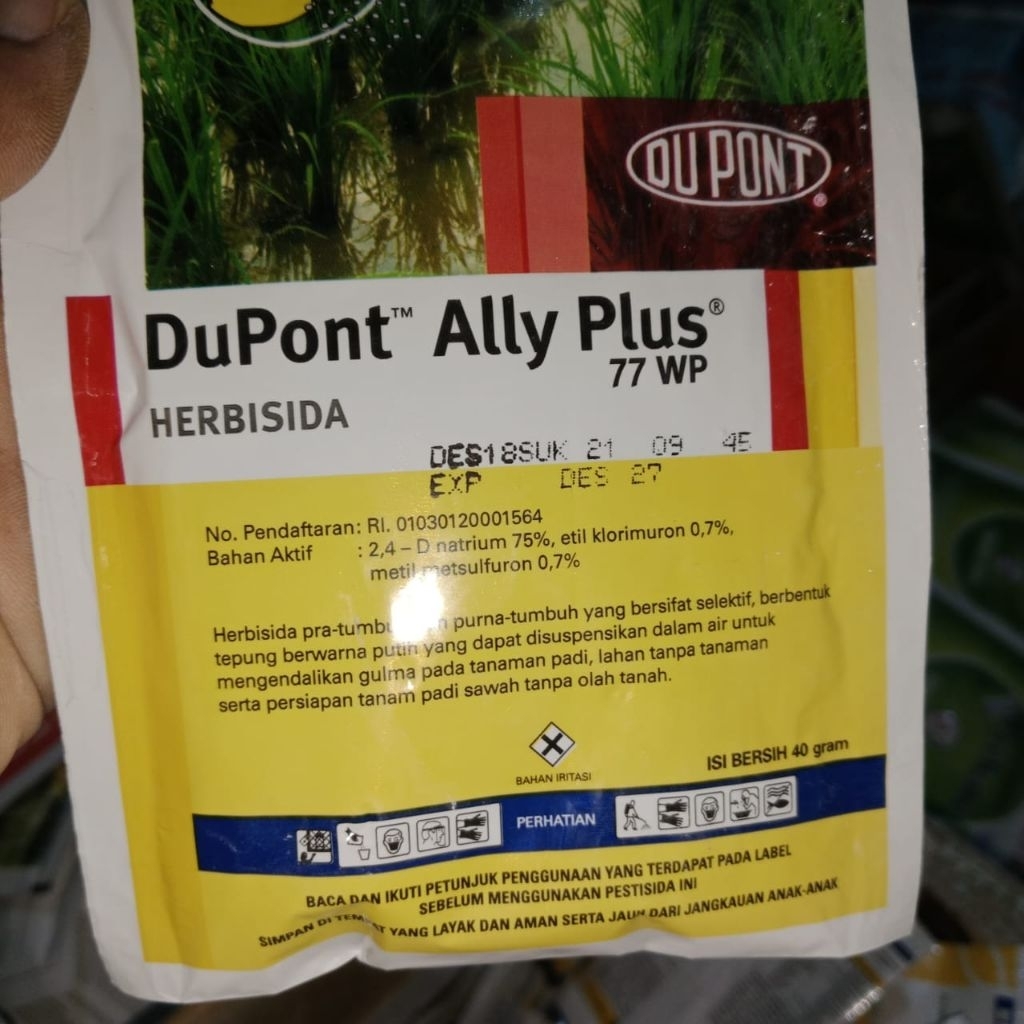 DU PONT
®
DuPont™ Ally Plus®
77 WP
HERBISIDA
DES18SUK 21 09 45
EXP DES 27
No. Pendaftaran: RI. 01030120001564
Bahan Aktif : 2,4 – D natrium 75%, etil klorimuron 0,7%,
metil metsulfuron 0,7%
Herbisida purna-tumbuh yang bersifat selektif, berbentuk
tepung berwarna putih yang dapat disuspensikan dalam air untuk
mengendalikan gulma pada tanaman padi, lahan tanpa tanaman
serta persiapan tanam padi sawah tanpa olah tanah.
BAHAN IRITASI
ISI BERSIH 40 gram
PERHATIAN
BACA DAN IKUTI PETUNJUK PENGGUNAAN YANG TERDAPAT PADA LABEL
SEBELUM MENGGUNAKAN PESTISIDA INI
SIMPAN DI TEMPAT YANG LAYAK DAN AMAN SERTA JAUH DARI JANGKAUAN ANAK-ANAK